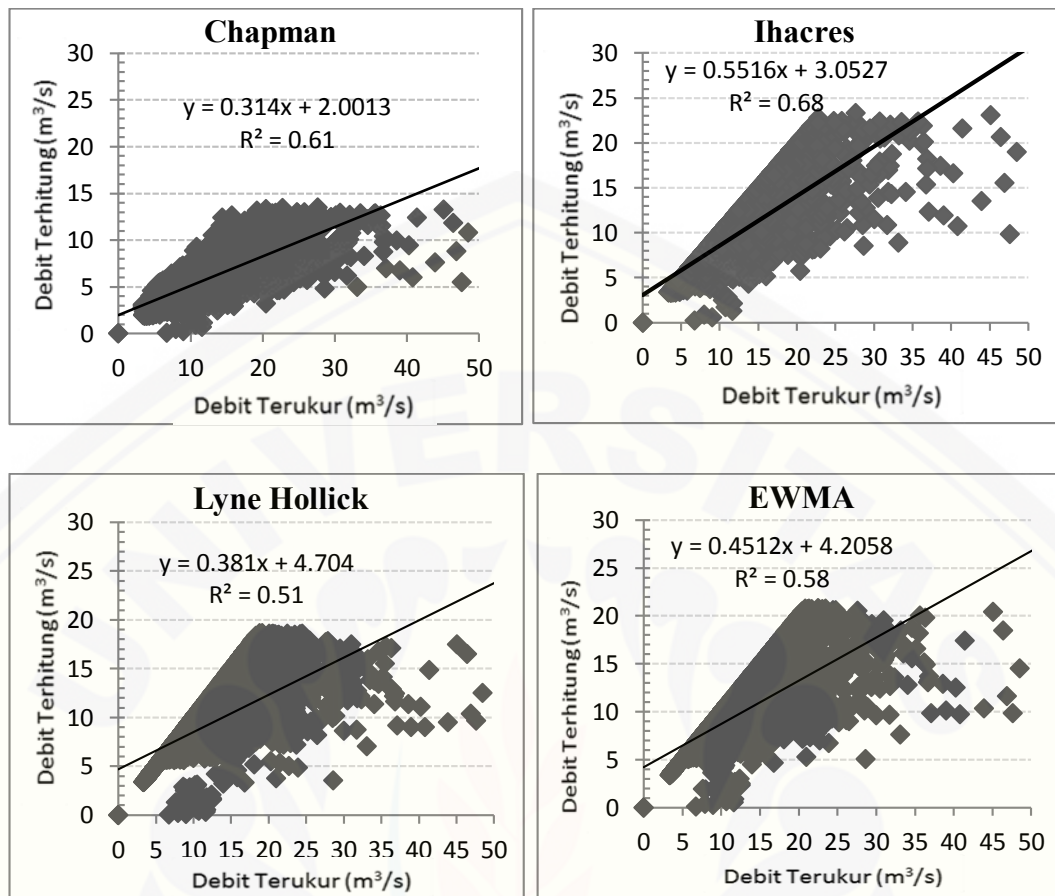 Chapman
30
25
20
15
10
5
0
y = 0.314x + 2.0013
R² = 0.61
0 10 20 30 40 50
Debit Terhitung (m³/s)
Debit Terukur (m³/s)
Ihacres
30
25
20
15
10
5
0
y = 0.5516x + 3.0527
R² = 0.68
0 5 10 15 20 25 30 35 40 45 50
Debit Terhitung (m³/s)
Debit Terukur (m³/s)
UNIVERSITAS
Lyne Hollick
30
25
20
15
10
5
0
y = 0.381x + 4.704
R² = 0.51
0 5 10 15 20 25 30 35 40 45 50
Debit Terhitung (m³/s)
Debit Terukur (m³/s)
EWMA
30
25
20
15
10
5
0
y = 0.4512x + 4.2058
R² = 0.58
0 5 10 15 20 25 30 35 40 45 50
Debit Terhitung (m³/s)
Debit Terukur (m³/s)